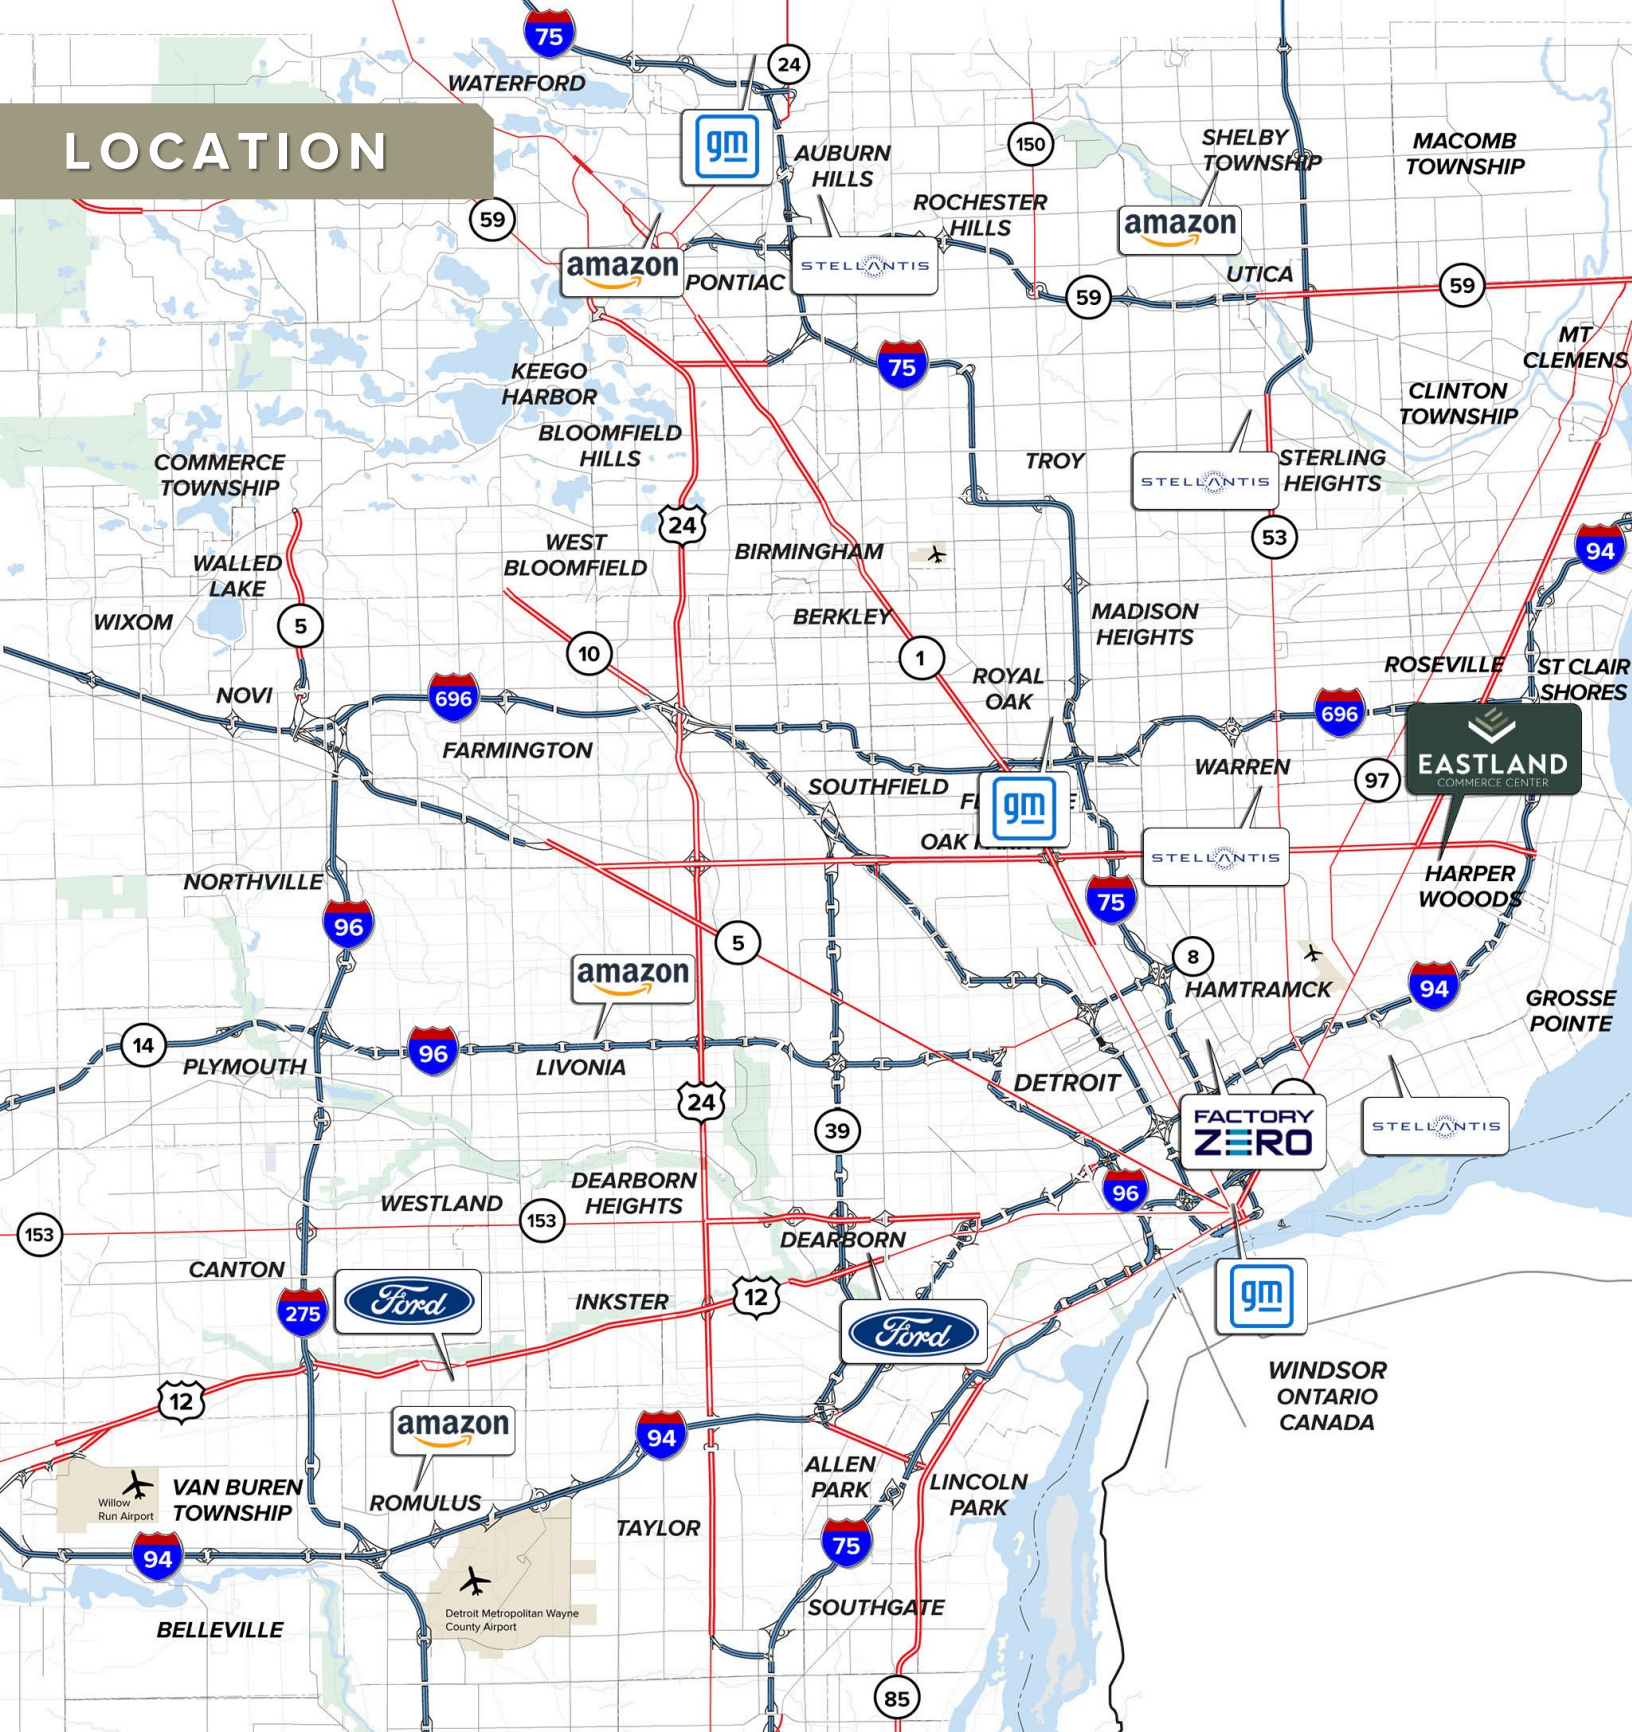 75
24
WATERFORD
LOCATION
gm
AUBURN
HILLS
150
SHELBY
TOWNSHIP
MACOMB
TOWNSHIP
59
ROCHESTER
HILLS
amazon
amazon
PONTIAC
STELLANTIS
UTICA
59
59
MT
CLEMENS
75
KEEGO
HARBOR
CLINTON
TOWNSHIP
BLOOMFIELD
HILLS
COMMERCE
TOWNSHIP
TROY
STELLANTIS
STERLING
HEIGHTS
24
53
94
WEST
BLOOMFIELD
BIRMINGHAM
WALLED
LAKE
WIXOM
5
BERKLEY
MADISON
HEIGHTS
10
1
ROYAL
OAK
ROSEVILLE
ST CLAIR
SHORES
NOVI
696
696
FARMINGTON
WARREN
97
EASTLAND
COMMERCE CENTER
SOUTHFIELD
gm
OAK
STELLANTIS
HARPER
WOOODS
NORTHVILLE
75
96
5
8
amazon
HAMTRAMCK
94
GROSSE
POINTE
14
96
PLYMOUTH
LIVONIA
DETROIT
24
39
FACTORY
ZERO
STELLANTIS
DEARBORN
HEIGHTS
96
WESTLAND
153
153
DEARBORN
CANTON
275
Ford
INKSTER
12
gm
Ford
12
WINDSOR
ONTARIO
CANADA
amazon
94
ALLEN
PARK
LINCOLN
PARK
Willow
Run Airport
VAN BUREN
TOWNSHIP
ROMULUS
TAYLOR
94
75
Detroit Metropolitan Wayne
County Airport
SOUTHGATE
BELLEVILLE
85